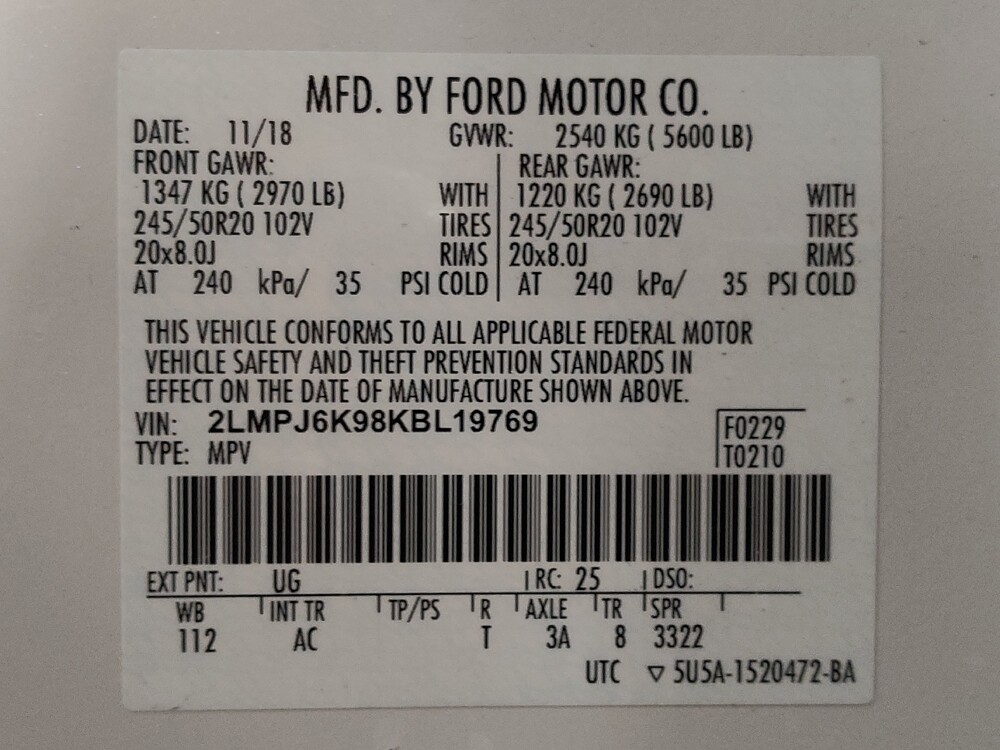 MFD. BY FORD MOTOR CO.
DATE: 11/18 GVWR: 2540 KG ( 5600 LB)
FRONT GAWR: REAR GAWR:
1347 KG ( 2970 LB) WITH 1220 KG ( 2690 LB) WITH
245/50R20 102V TIRES 245/50R20 102V TIRES
20x8.0J RIMS 20x8.0J RIMS
AT 240 kPa/ 35 PSI COLD AT 240 kPa/ 35 PSI COLD
THIS VEHICLE CONFORMS TO ALL APPLICABLE FEDERAL MOTOR
VEHICLE SAFETY AND THEFT PREVENTION STANDARDS IN
EFFECT ON THE DATE OF MANUFACTURE SHOWN ABOVE.
VIN: 2LMPJ6K98KBL19769 F0229
TYPE: MPV T0210
EXT PNT: UG RC: 25 DSO:
WB INT TR TP/PS R AXLE TR SPR
112 AC T 3A 8 3322
UTC ▽ 5U5A-1520472-BA